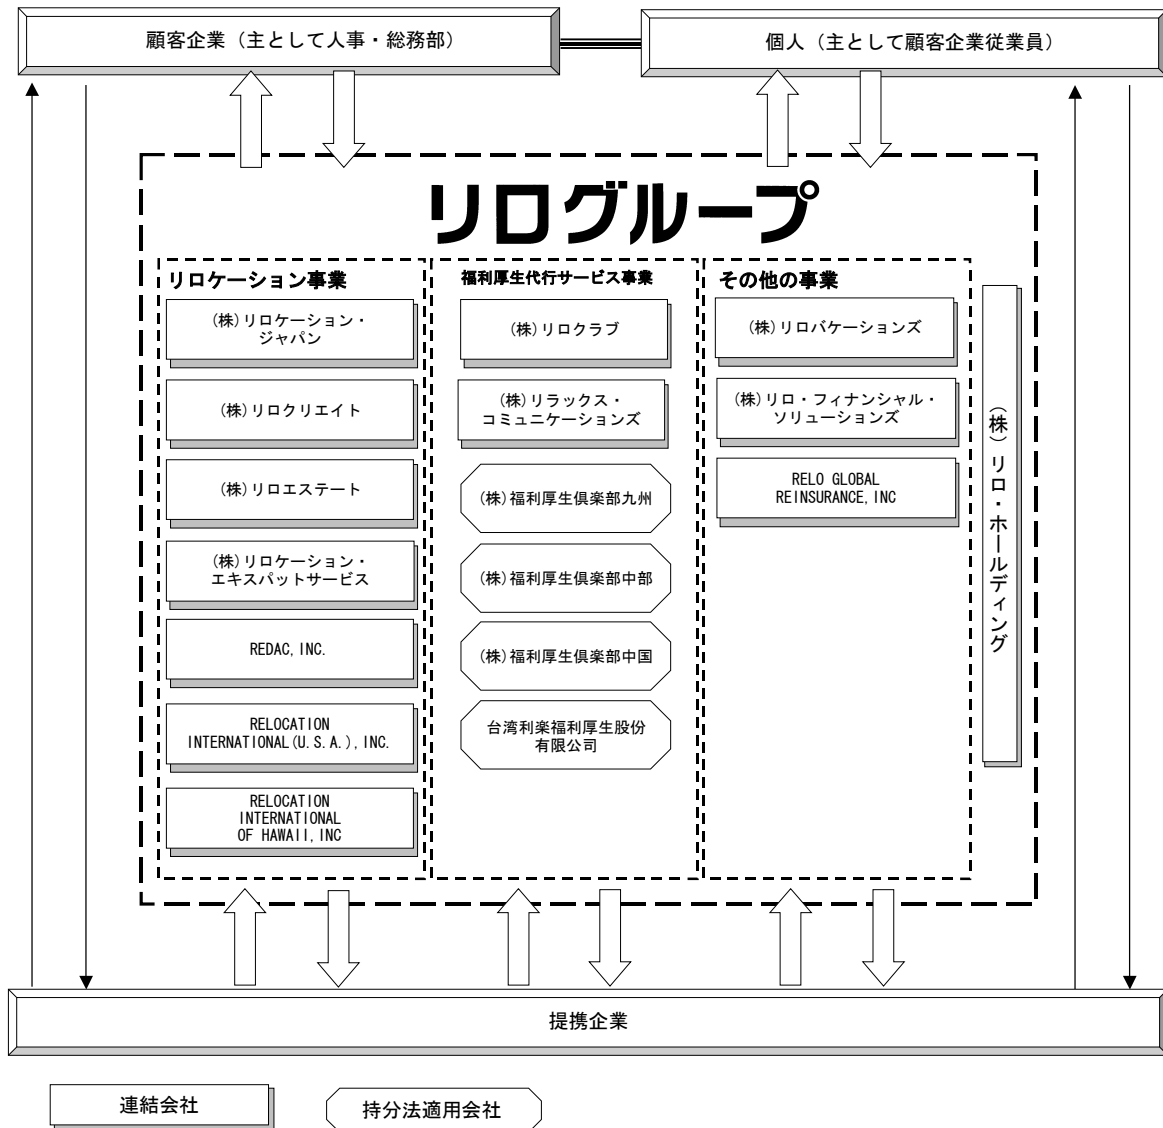 顧客企業（主として人事・総務部）
個人（主として顧客企業従業員）
リログループ
リロケーション事業
(株)リロケーション・
ジャパン
(株)リロクリエイト
(株)リロエステート
(株)リロケーション・
エキスパットサービス
REDAC, INC.
RELOCATION
INTERNATIONAL(U.S.A.), INC.
RELOCATION
INTERNATIONAL
OF HAWAII, INC
福利厚生代行サービス事業
(株)リロクラブ
(株)リラックス・
コミュニケーションズ
(株)福利厚生倶楽部九州
(株)福利厚生倶楽部中部
(株)福利厚生倶楽部中国
台湾利楽福利厚生股份
有限公司
その他の事業
(株)リロバケーションズ
(株)リロ・フィナンシャル・
ソリューションズ
RELO GLOBAL
REINSURANCE, INC
(株)リロ・ホールディング
提携企業
連結会社
持分法適用会社